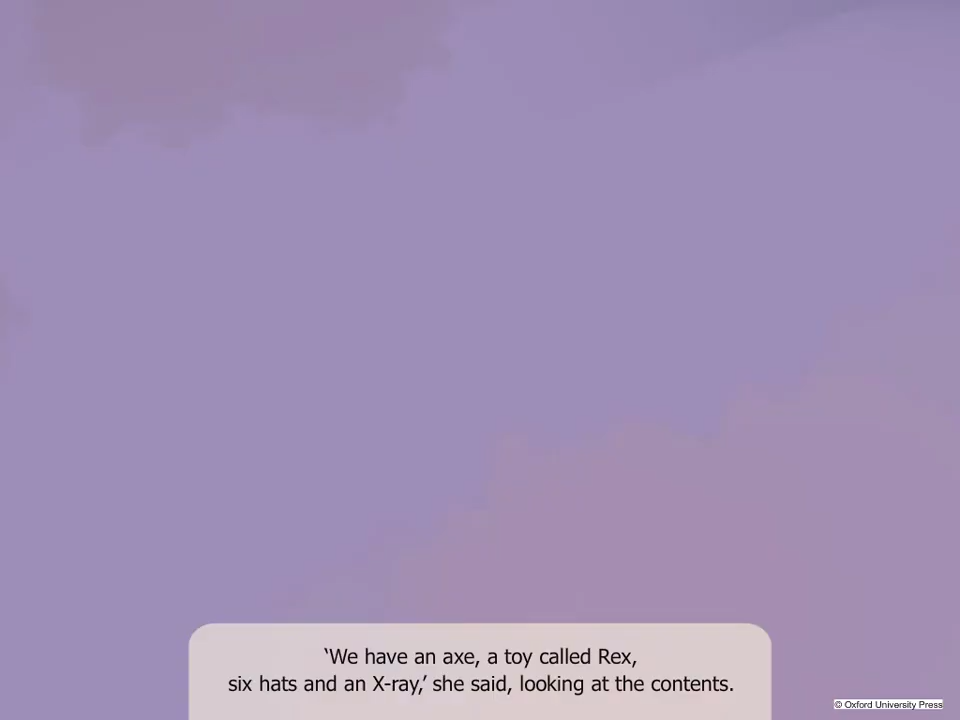 ‘We have an axe, a toy called Rex,
six hats and an X-ray,’ she said, looking at the contents.
© Oxford University Press